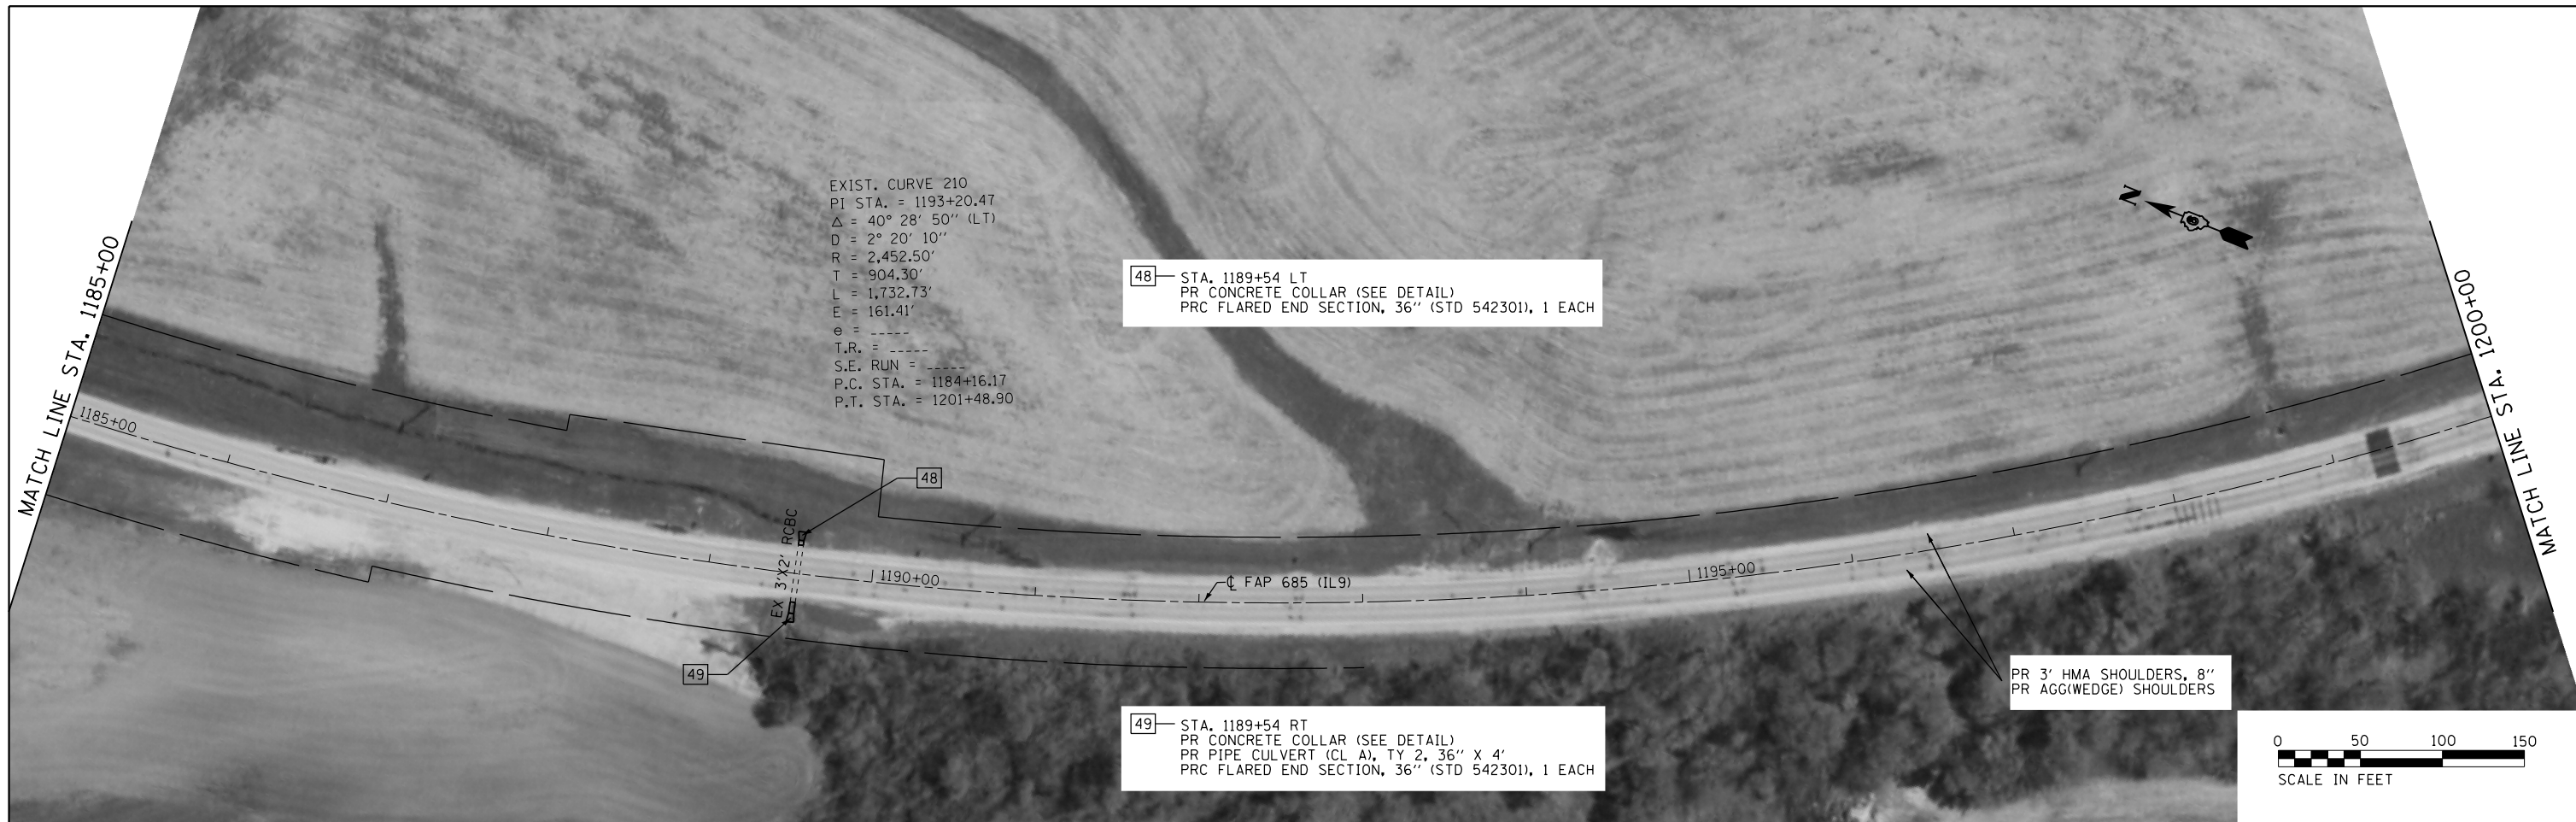 MATCH LINE STA. 1185+00
EXIST. CURVE 210
PI STA. = 1193+20.47
△ = 40° 28' 50'' (LT)
D = 2° 20' 10''
R = 2,452.50'
T = 904.30'
L = 1,732.73'
E = 161.41'
e = _____
T.R. = _____
S.E. RUN = _____
P.C. STA. = 1184+16.17
P.T. STA. = 1201+48.90
48 STA. 1189+54 LT
PR CONCRETE COLLAR (SEE DETAIL)
PRC FLARED END SECTION, 36'' (STD 542301), 1 EACH
N
MATCH LINE STA. 1200+00
1185+00
48
EX 3'X2' RCBC
1190+00
℄ FAP 685 (IL9)
1195+00
49
PR 3' HMA SHOULDERS, 8''
PR AGG(WEDGE) SHOULDERS
49 STA. 1189+54 RT
PR CONCRETE COLLAR (SEE DETAIL)
PR PIPE CULVERT (CL A), TY 2, 36'' X 4'
PRC FLARED END SECTION, 36'' (STD 542301), 1 EACH
0 50 100 150
SCALE IN FEET